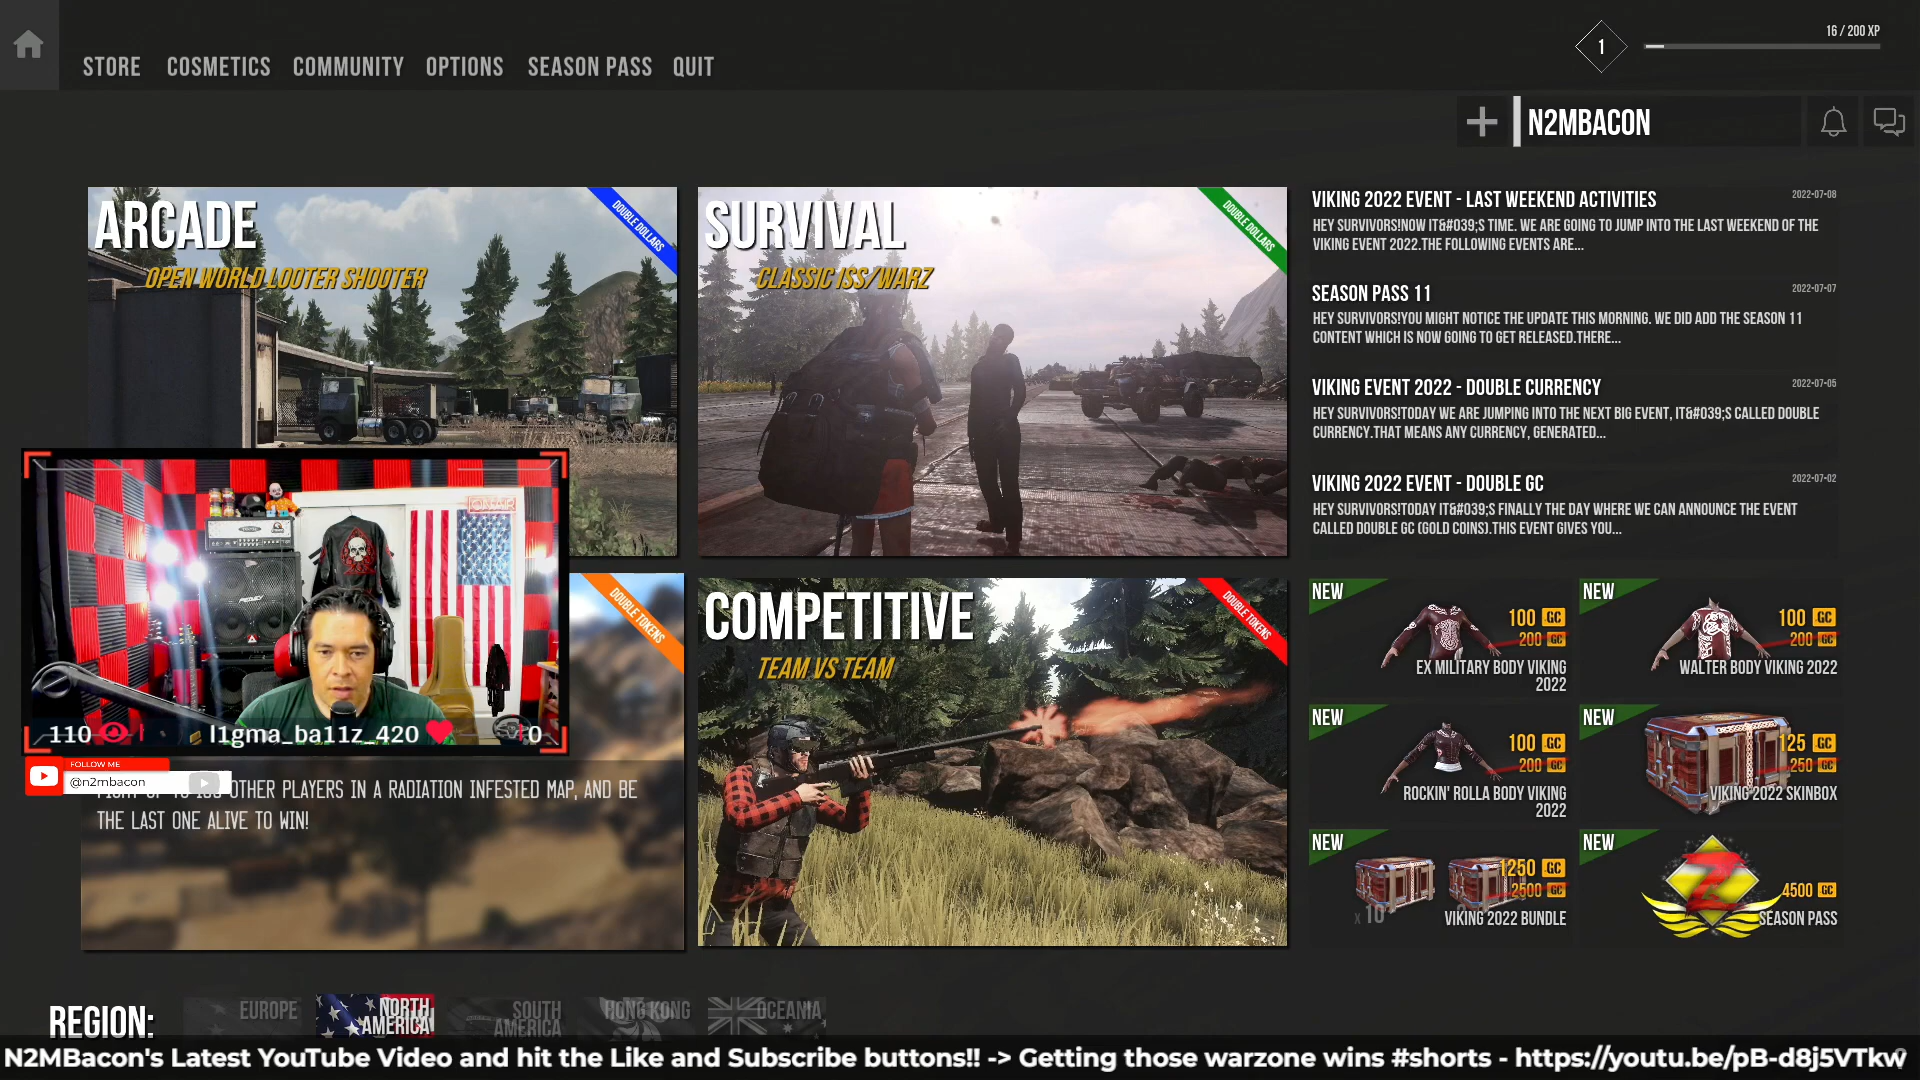 16 / 200 XP
1
STORE COSMETICS COMMUNITY OPTIONS SEASON PASS QUIT
N2MBACON
ARCADE
OPEN WORLD LOOTER SHOOTER
DOUBLE DOLLARS
SURVIVAL
CLASSIC ISS/WARZ
DOUBLE DOLLARS
VIKING 2022 EVENT - LAST WEEKEND ACTIVITIES
2022-07-08
HEY SURVIVORS!NOW IT&#039;S TIME. WE ARE GOING TO JUMP INTO THE LAST WEEKEND OF THE
VIKING EVENT 2022.THE FOLLOWING EVENTS ARE...
SEASON PASS 11
2022-07-07
HEY SURVIVORS!YOU MIGHT NOTICE THE UPDATE THIS MORNING. WE DID ADD THE SEASON 11
CONTENT WHICH IS NOW GOING TO GET RELEASED.THERE...
VIKING EVENT 2022 - DOUBLE CURRENCY
2022-07-05
HEY SURVIVORS!TODAY WE ARE JUMPING INTO THE NEXT BIG EVENT, IT&#039;S CALLED DOUBLE
CURRENCY.THAT MEANS ANY CURRENCY, GENERATED...
VIKING 2022 EVENT - DOUBLE GC
2022-07-02
HEY SURVIVORS!TODAY IT&#039;S FINALLY THE DAY WHERE WE CAN ANNOUNCE THE EVENT
CALLED DOUBLE GC (GOLD COINS).THIS EVENT GIVES YOU...
PEAVEY
110 l1gma_ba11z_420 0
FOLLOW ME
@n2mbacon
DOUBLE TOKENS
OTHER PLAYERS IN A RADIATION INFESTED MAP, AND BE
THE LAST ONE ALIVE TO WIN!
COMPETITIVE
TEAM VS TEAM
DOUBLE TOKENS
NEW
100 GC
200 GC
EX MILITARY BODY VIKING
2022
NEW
100 GC
200 GC
WALTER BODY VIKING 2022
NEW
100 GC
200 GC
ROCKIN' ROLLA BODY VIKING
2022
NEW
125 GC
250 GC
VIKING 2022 SKINBOX
NEW
1250 GC
2500 GC
X 10
VIKING 2022 BUNDLE
NEW
Z
4500 GC
SEASON PASS
REGION:
EUROPE
NORTH
AMERICA
SOUTH
AMERICA
HONG KONG
OCEANIA
N2MBacon's Latest YouTube Video and hit the Like and Subscribe buttons!! -> Getting those warzone wins #shorts - https://youtu.be/pB-d8j5VTkw